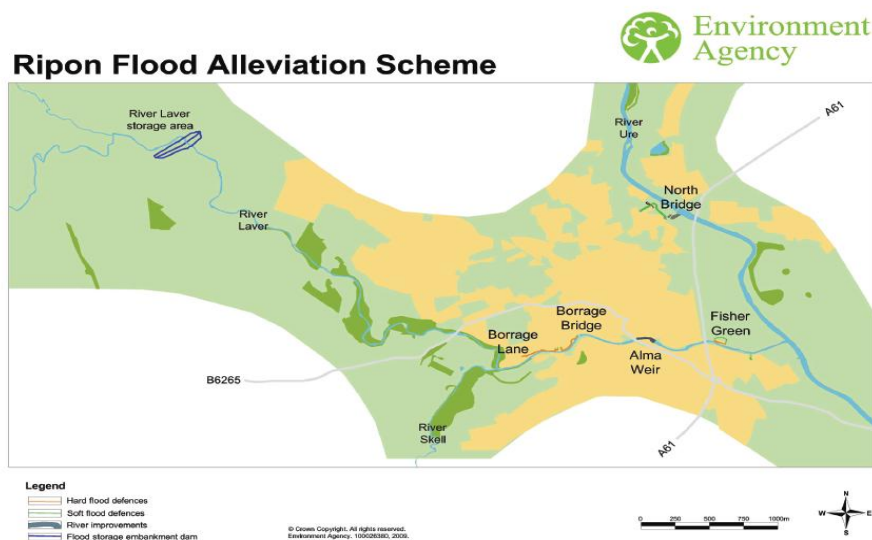 Environment
Agency
Ripon Flood Alleviation Scheme
River Laver
storage area
River
Ure
A61
North
Bridge
River
Laver
Borrage
Lane
Borrage
Bridge
Alma
Weir
Fisher
Green
B6265
River
Skell
A61
Legend
Hard flood defences
Soft flood defences
River improvements
Flood storage embankment dam
© Crown Copyright. All rights reserved.
Environment Agency. 100026380, 2009.
0 250 500 750 1000m
N
W E
S